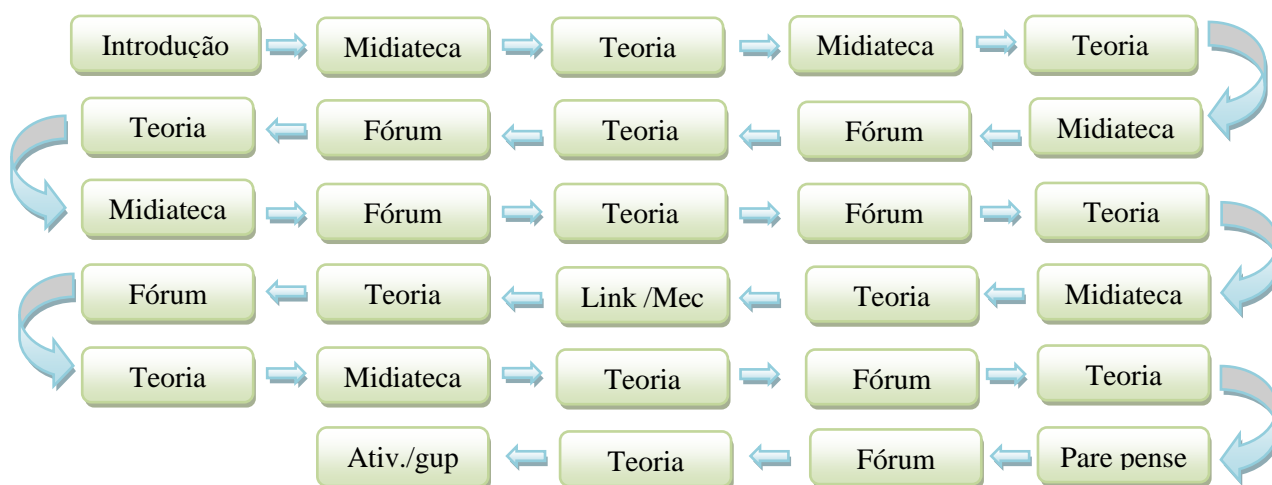 Introdução Midiateca Teoria Midiateca Teoria
Teoria Fórum Teoria Fórum Midiateca
Midiateca Fórum Teoria Fórum Teoria
Fórum Teoria Link /Mec Teoria Midiateca
Teoria Midiateca Teoria Fórum Teoria
Ativ./gup Teoria Fórum Pare pense